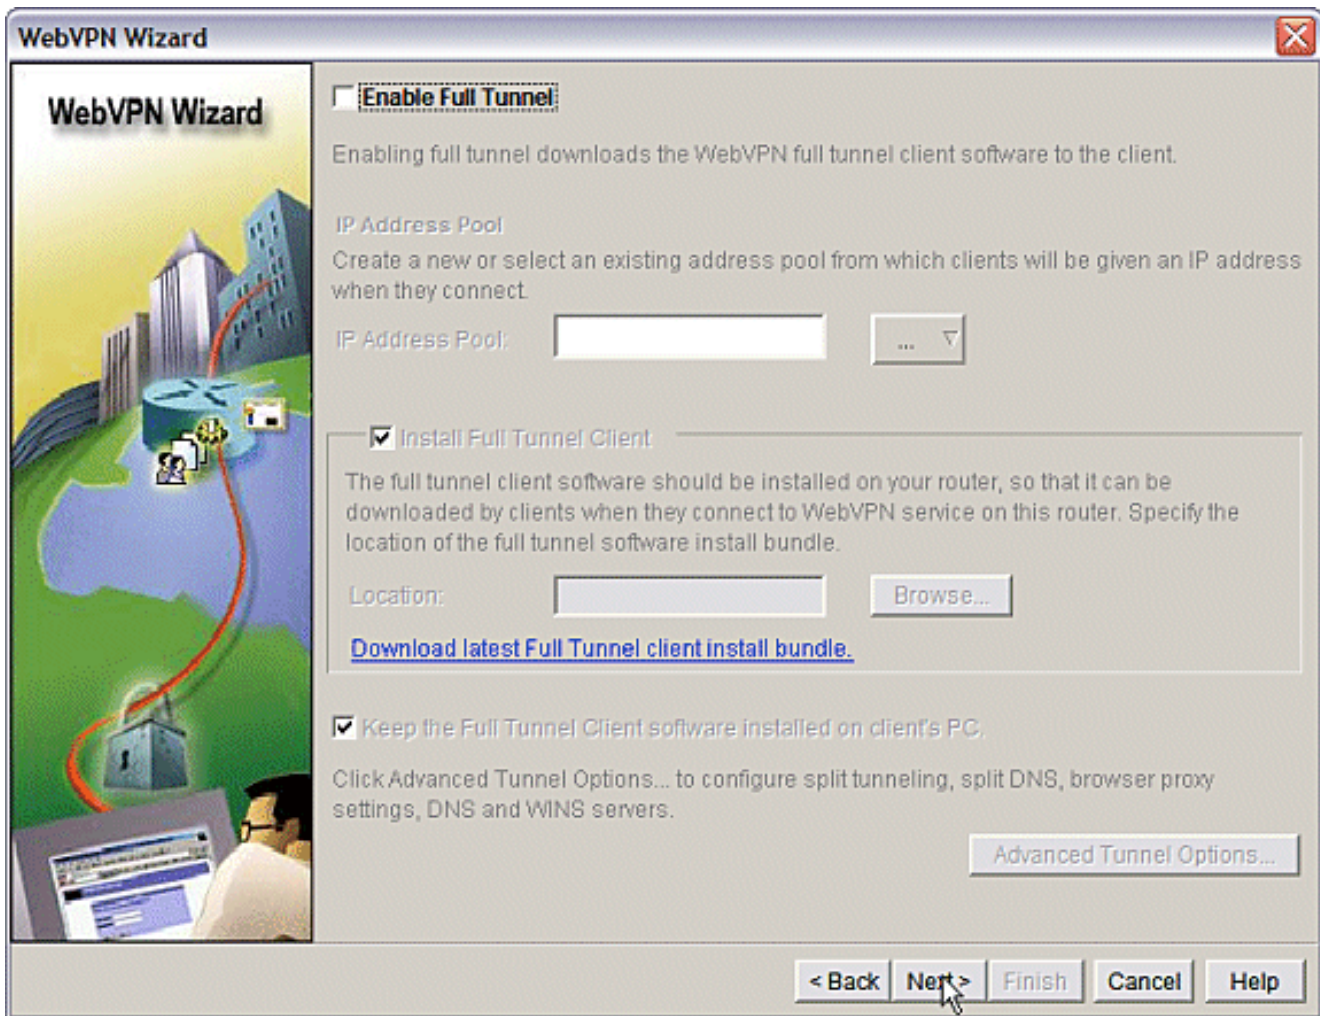 WebVPN Wizard
WebVPN Wizard
Enable Full Tunnel
Enabling full tunnel downloads the WebVPN full tunnel client software to the client.
IP Address Pool
Create a new or select an existing address pool from which clients will be given an IP address
when they connect.
IP Address Pool:
...
Install Full Tunnel Client
The full tunnel client software should be installed on your router, so that it can be
downloaded by clients when they connect to WebVPN service on this router. Specify the
location of the full tunnel software install bundle.
Location:
Browse...
Download latest Full Tunnel client install bundle.
Keep the Full Tunnel Client software installed on client's PC.
Click Advanced Tunnel Options... to configure split tunneling, split DNS, browser proxy
settings, DNS and WINS servers.
Advanced Tunnel Options...
< Back
Next >
Finish
Cancel
Help